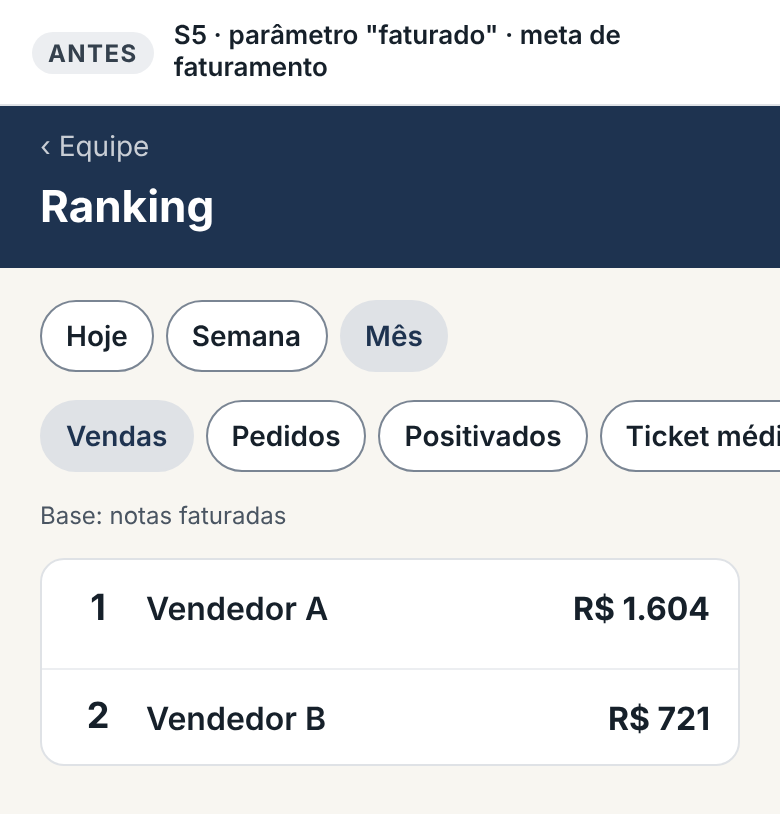 ANTES
S5 · parâmetro "faturado" · meta de
faturamento
‹ Equipe
Ranking
Hoje Semana Mês
Vendas Pedidos Positivados Ticket médi
Base: notas faturadas
1 Vendedor A R$ 1.604
2 Vendedor B R$ 721